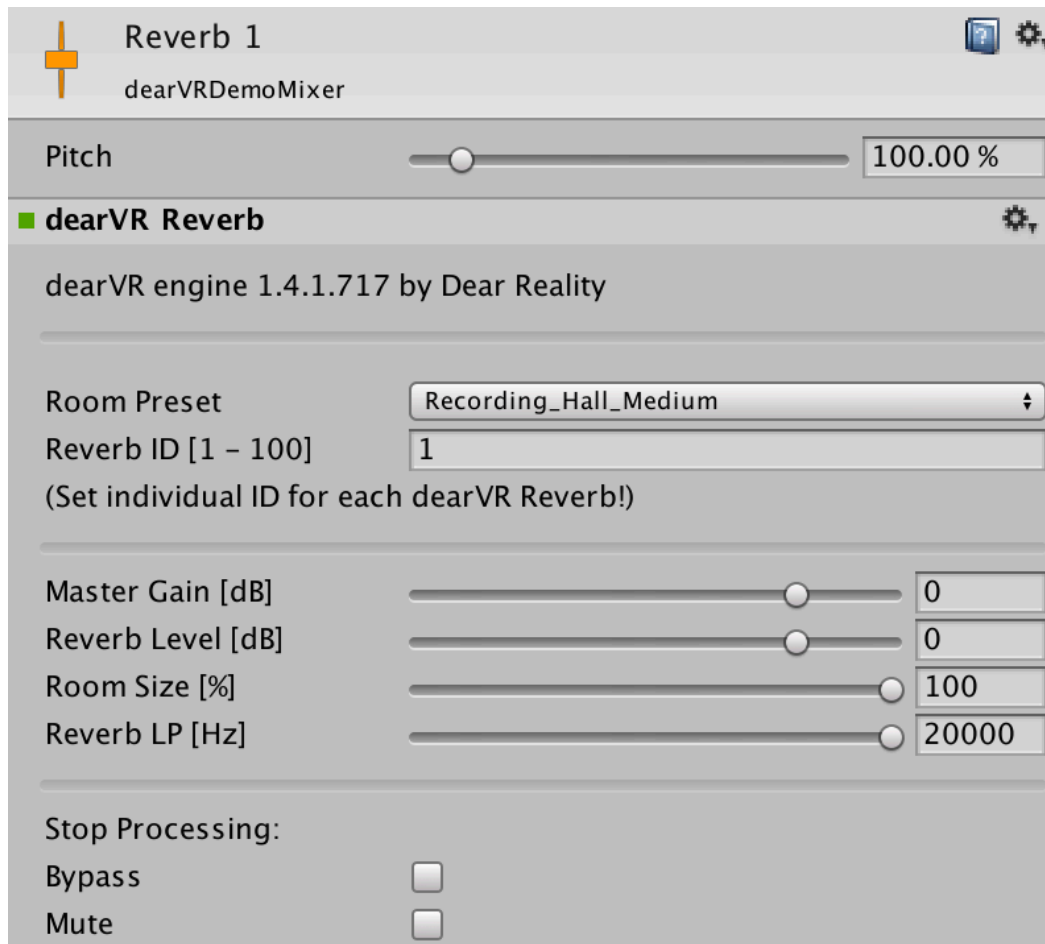 Reverb 1
dearVRDemoMixer
Pitch 100.00 %
dearVR Reverb
dearVR engine 1.4.1.717 by Dear Reality
Room Preset Recording_Hall_Medium
Reverb ID [1 – 100] 1
(Set individual ID for each dearVR Reverb!)
Master Gain [dB] 0
Reverb Level [dB] 0
Room Size [%] 100
Reverb LP [Hz] 20000
Stop Processing:
Bypass
Mute